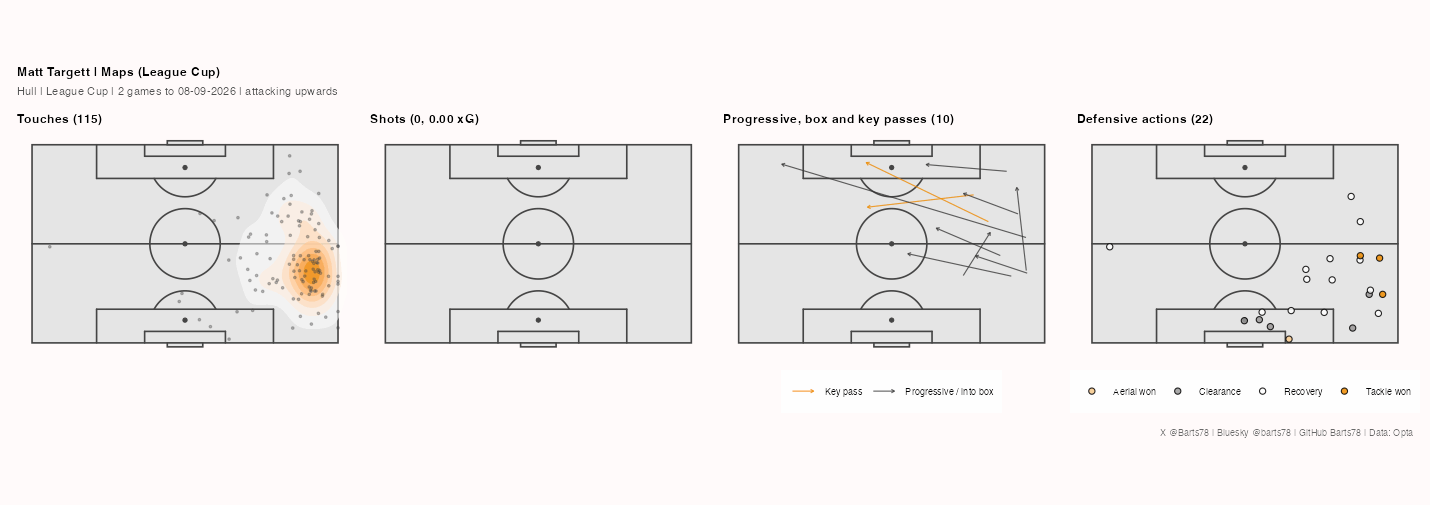 Matt Targett | Maps (League Cup)
Hull | League Cup | 2 games to 08-09-2026 | attacking upwards
Touches (115)
Shots (0, 0.00 xG)
Progressive, box and key passes (10)
Defensive actions (22)
Key pass
Progressive / into box
Aerial won
Clearance
Recovery
Tackle won
X @Barts78 | Bluesky @barts78 | GitHub Barts78 | Data: Opta